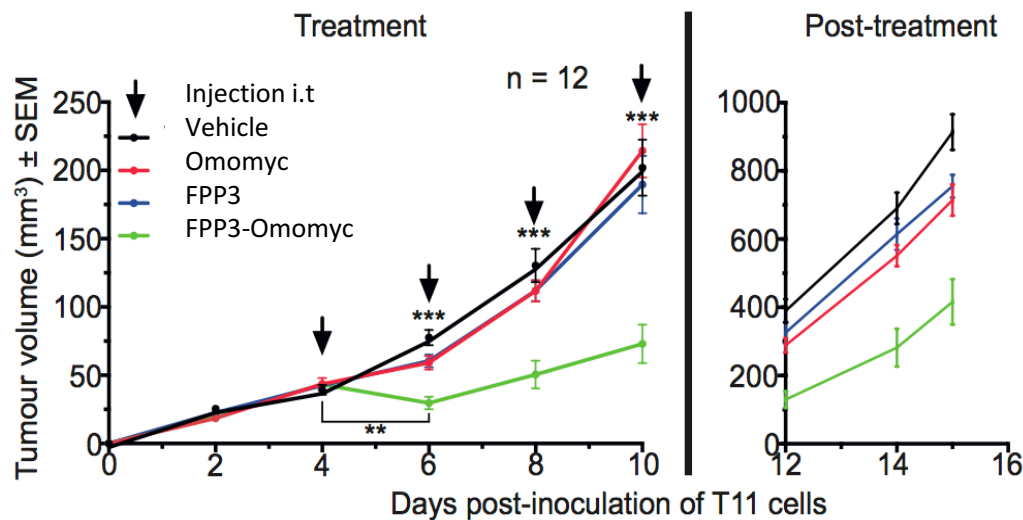 Treatment
Post-treatment
n = 12
Injection i.t
Vehicle
Omomyc
FPP3
FPP3-Omomyc
Tumour volume (mm³) ± SEM
250
200
150
100
50
0
***
***
***
**
0 2 4 6 8 10
1000
800
600
400
200
0
12 14 16
Days post-inoculation of T11 cells